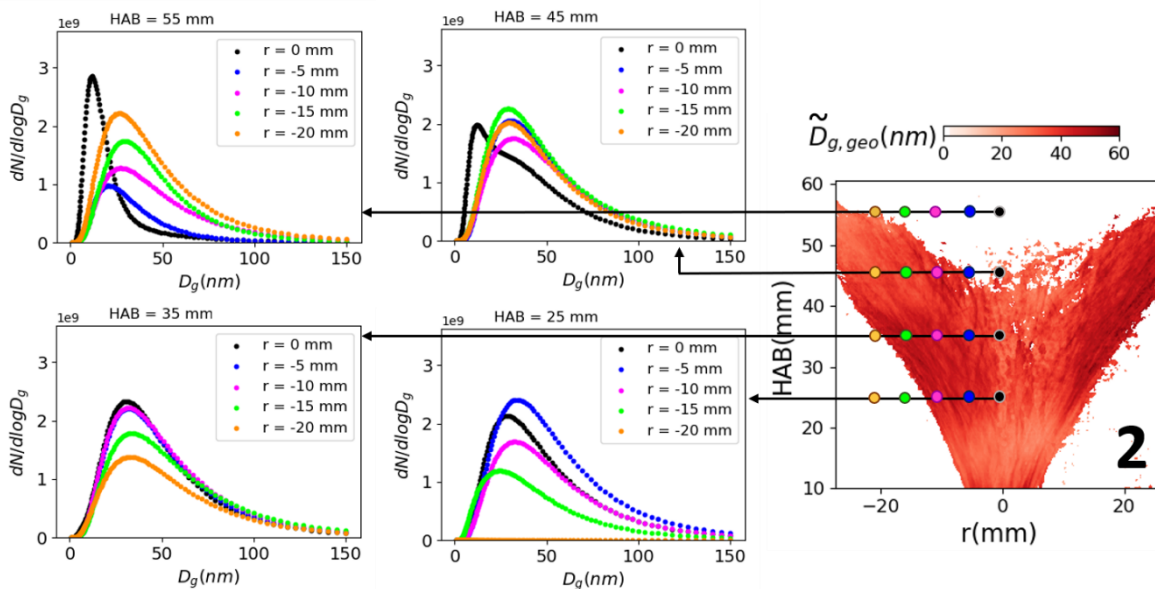 HAB = 55 mm
1e9
r = 0 mm
r = -5 mm
r = -10 mm
r = -15 mm
r = -20 mm
dN/dlogDg
3
2
1
0
0 50 100 150
Dg(nm)
HAB = 45 mm
1e9
r = 0 mm
r = -5 mm
r = -10 mm
r = -15 mm
r = -20 mm
dN/dlogDg
3
2
1
0
0 50 100 150
Dg(nm)
HAB = 35 mm
1e9
r = 0 mm
r = -5 mm
r = -10 mm
r = -15 mm
r = -20 mm
dN/dlogDg
3
2
1
0
0 50 100 150
Dg(nm)
HAB = 25 mm
1e9
r = 0 mm
r = -5 mm
r = -10 mm
r = -15 mm
r = -20 mm
dN/dlogDg
3
2
1
0
0 50 100 150
Dg(nm)
D̃g,geo(nm)
0 20 40 60
HAB(mm)
60
50
40
30
20
10
2
−20 0 20
r(mm)